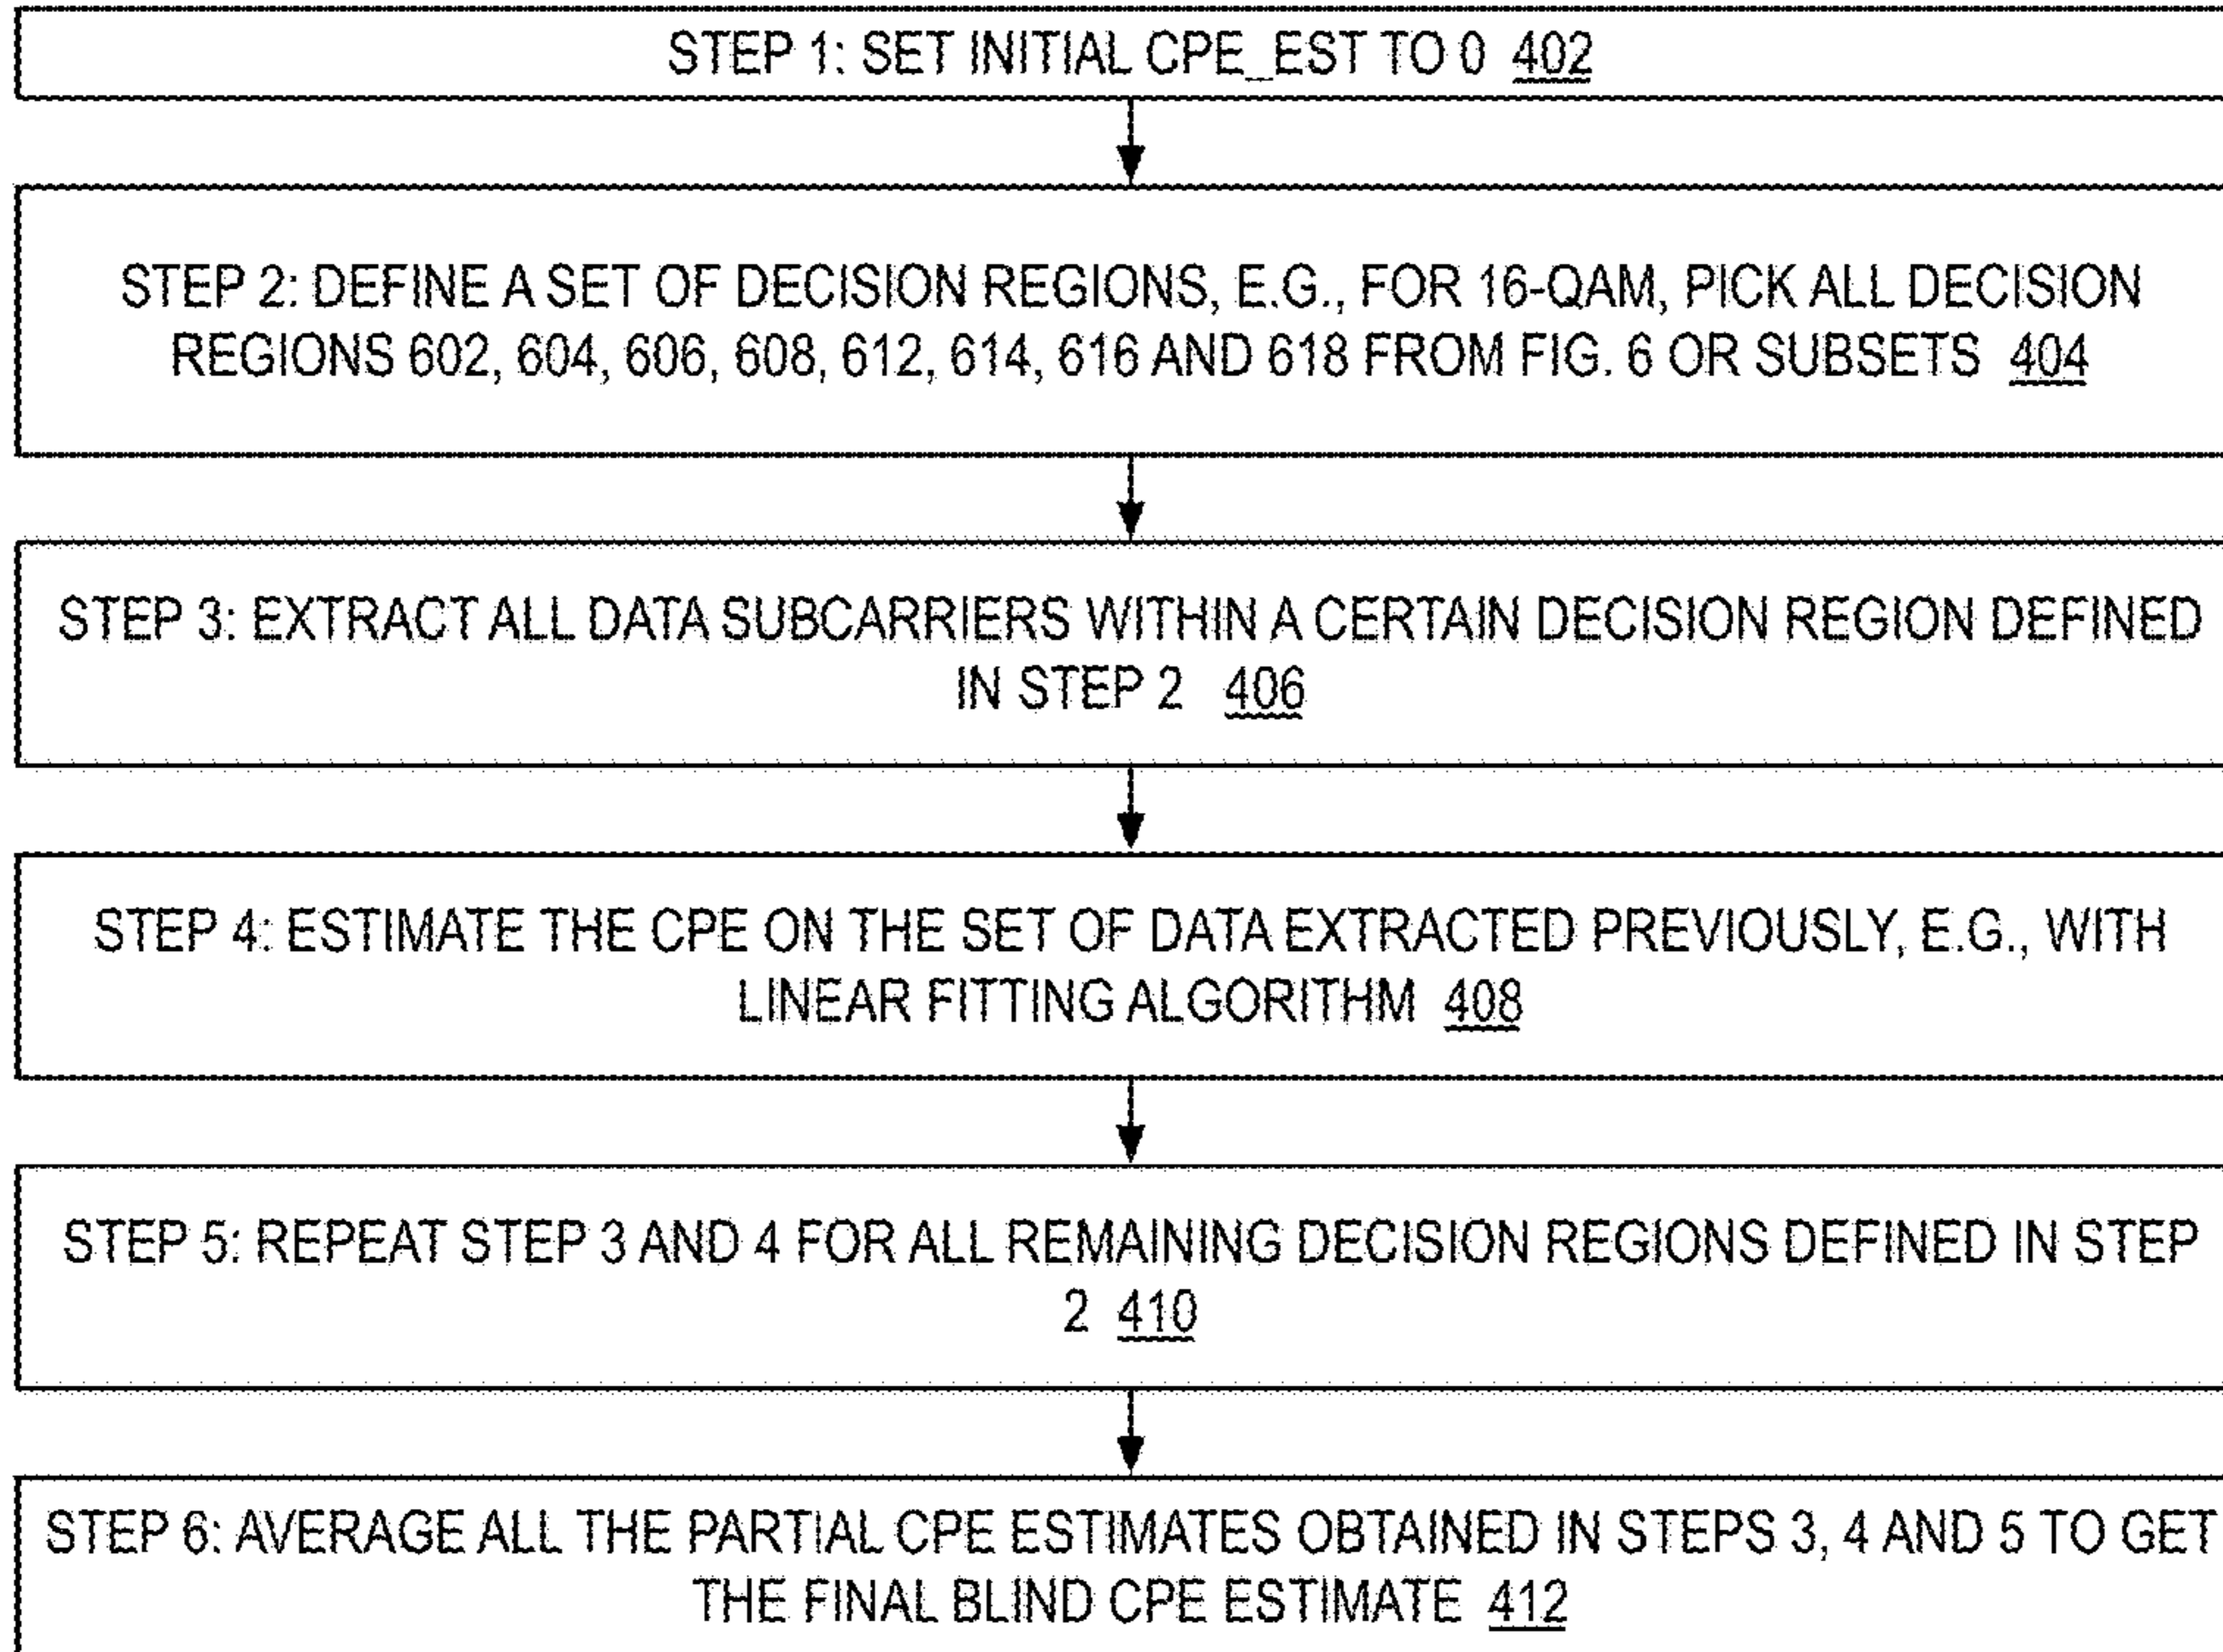 STEP 1: SET INITIAL CPE_EST TO 0 402
STEP 2: DEFINE A SET OF DECISION REGIONS, E.G., FOR 16-QAM, PICK ALL DECISION
REGIONS 602, 604, 606, 608, 612, 614, 616 AND 618 FROM FIG. 6 OR SUBSETS 404
STEP 3: EXTRACT ALL DATA SUBCARRIERS WITHIN A CERTAIN DECISION REGION DEFINED
IN STEP 2 406
STEP 4: ESTIMATE THE CPE ON THE SET OF DATA EXTRACTED PREVIOUSLY, E.G., WITH
LINEAR FITTING ALGORITHM 408
STEP 5: REPEAT STEP 3 AND 4 FOR ALL REMAINING DECISION REGIONS DEFINED IN STEP
2 410
STEP 6: AVERAGE ALL THE PARTIAL CPE ESTIMATES OBTAINED IN STEPS 3, 4 AND 5 TO GET
THE FINAL BLIND CPE ESTIMATE 412